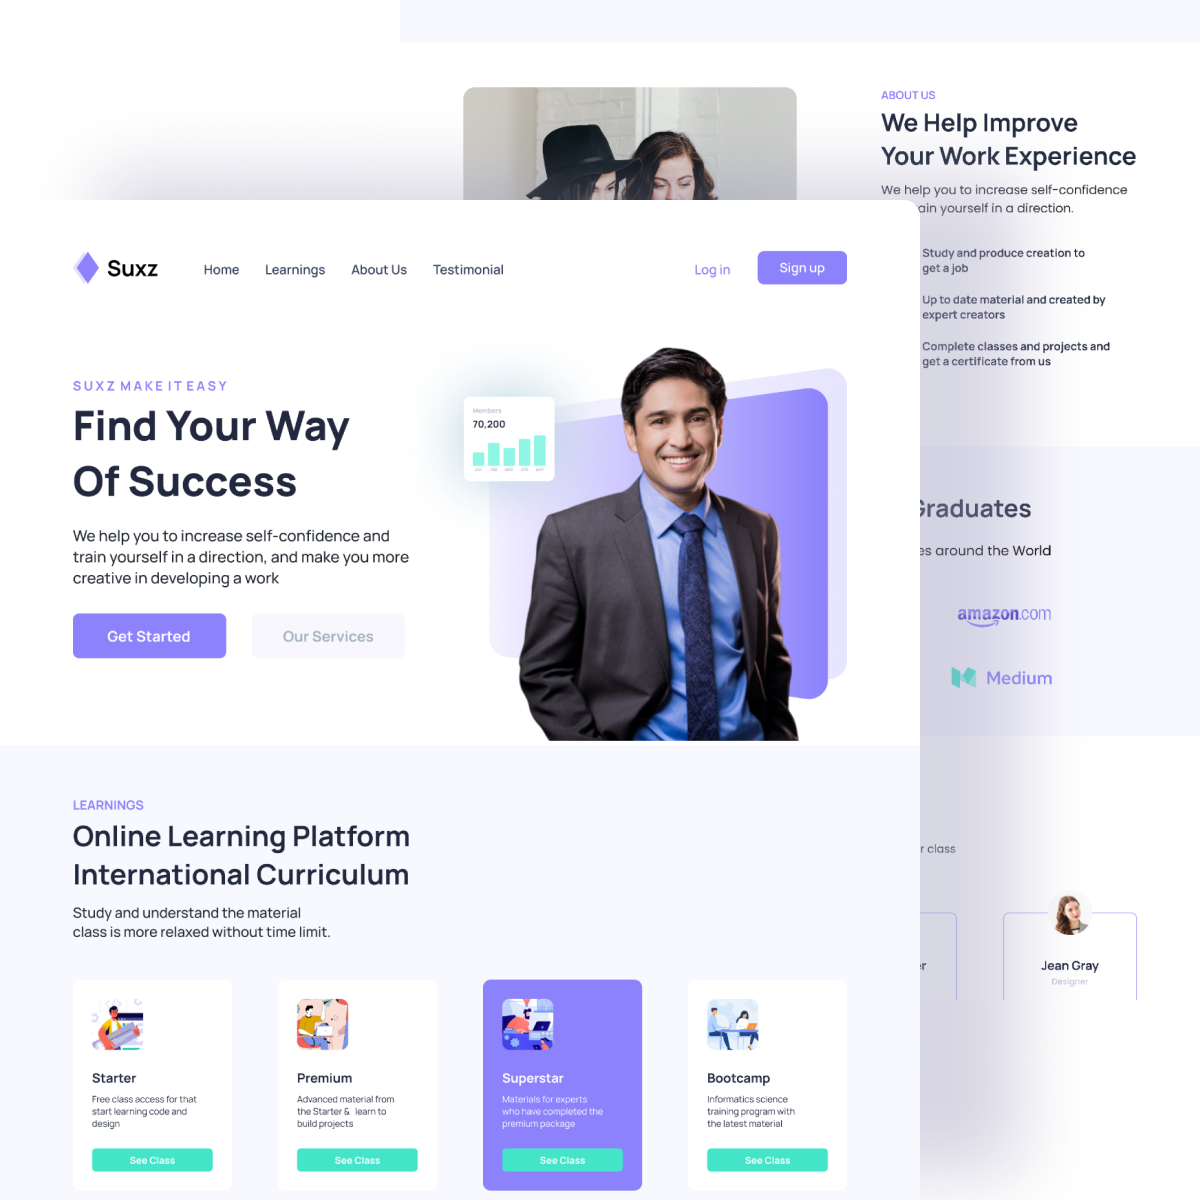 ABOUT US
We Help Improve
Your Work Experience
We help you to increase self-confidence
yourself in a direction.
Study and produce creation to
get a job
Up to date material and created by
expert creators
Complete classes and projects and
get a certificate from us
Suxz
Home
Learnings
About Us
Testimonial
Log in
Sign up
SUXZ MAKE IT EASY
Find Your Way
Of Success
We help you to increase self-confidence and
train yourself in a direction, and make you more
creative in developing a work
Get Started
Our Services
Members
70,200
JAN FEB MAR APR MAY
Graduates
around the World
amazon.com
Medium
LEARNINGS
Online Learning Platform
International Curriculum
Study and understand the material
class is more relaxed without time limit.
class
Jean Gray
Designer
Starter
Free class access for that
start learning code and
design
See Class
Premium
Advanced material from
the Starter & learn to
build projects
See Class
Superstar
Materials for experts
who have completed the
premium package
See Class
Bootcamp
Informatics science
training program with
the latest material
See Class